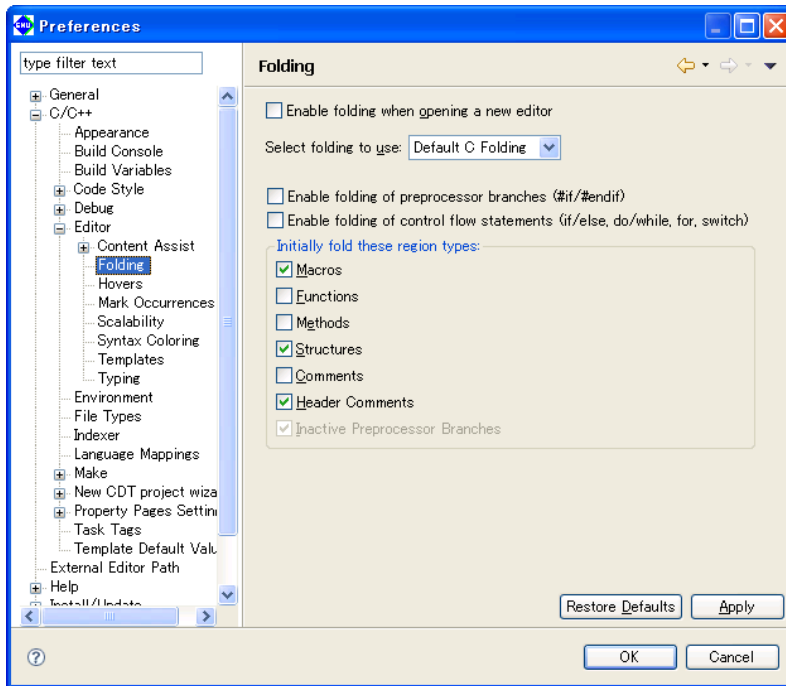 Preferences
type filter text
General
C/C++
Appearance
Build Console
Build Variables
Code Style
Debug
Editor
Content Assist
Folding
Hovers
Mark Occurrences
Scalability
Syntax Coloring
Templates
Typing
Environment
File Types
Indexer
Language Mappings
Make
New CDT project wiza
Property Pages Settin
Task Tags
Template Default Valu
External Editor Path
Help
Install/Update
Folding
Enable folding when opening a new editor
Select folding to use: Default C Folding
Enable folding of preprocessor branches (#if/#endif)
Enable folding of control flow statements (if/else, do/while, for, switch)
Initially fold these region types:
Macros
Functions
Methods
Structures
Comments
Header Comments
Inactive Preprocessor Branches
Restore Defaults Apply
? OK Cancel